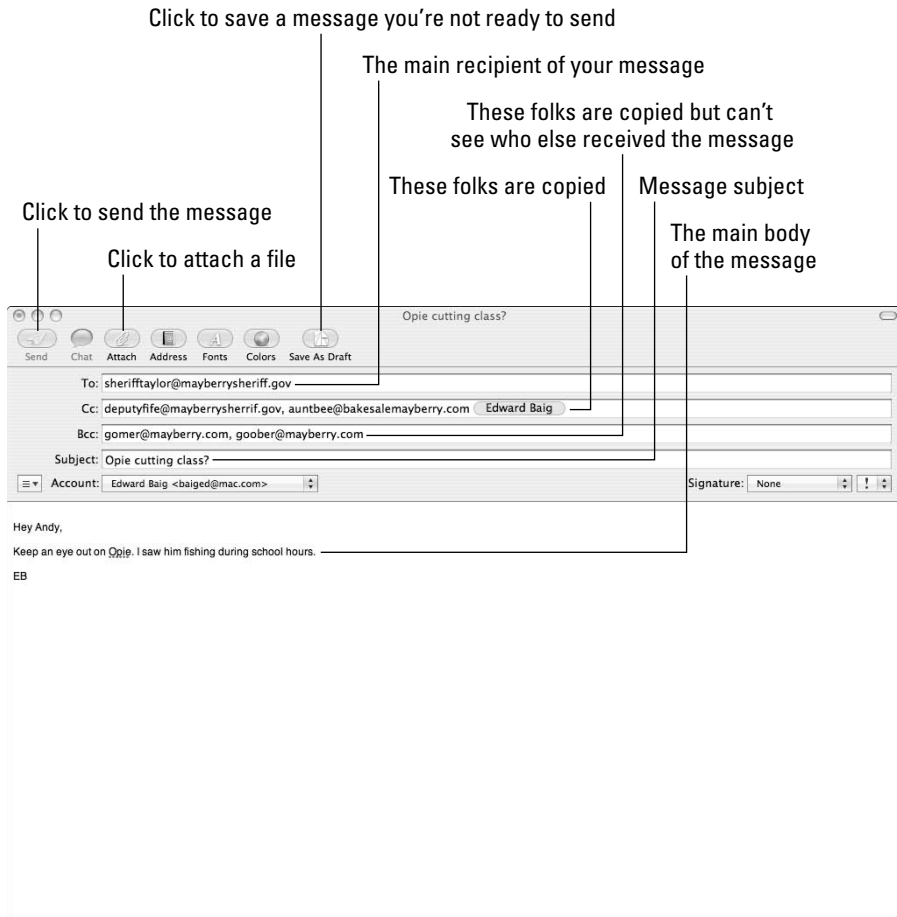 Click to save a message you're not ready to send
The main recipient of your message
These folks are copied but can't
see who else received the message
These folks are copied
Message subject
Click to send the message
The main body
of the message
Click to attach a file
Opie cutting class?
Send Chat Attach Address Fonts Colors Save As Draft
To: sherifftaylor@mayberrysheriff.gov
Cc: deputyfife@mayberrysherrif.gov, auntbee@bakesalemayberry.com Edward Baig
Bcc: gomer@mayberry.com, goober@mayberry.com
Subject: Opie cutting class?
Account: Edward Baig <baiged@mac.com> Signature: None !
Hey Andy,
Keep an eye out on Opie. I saw him fishing during school hours.
EB